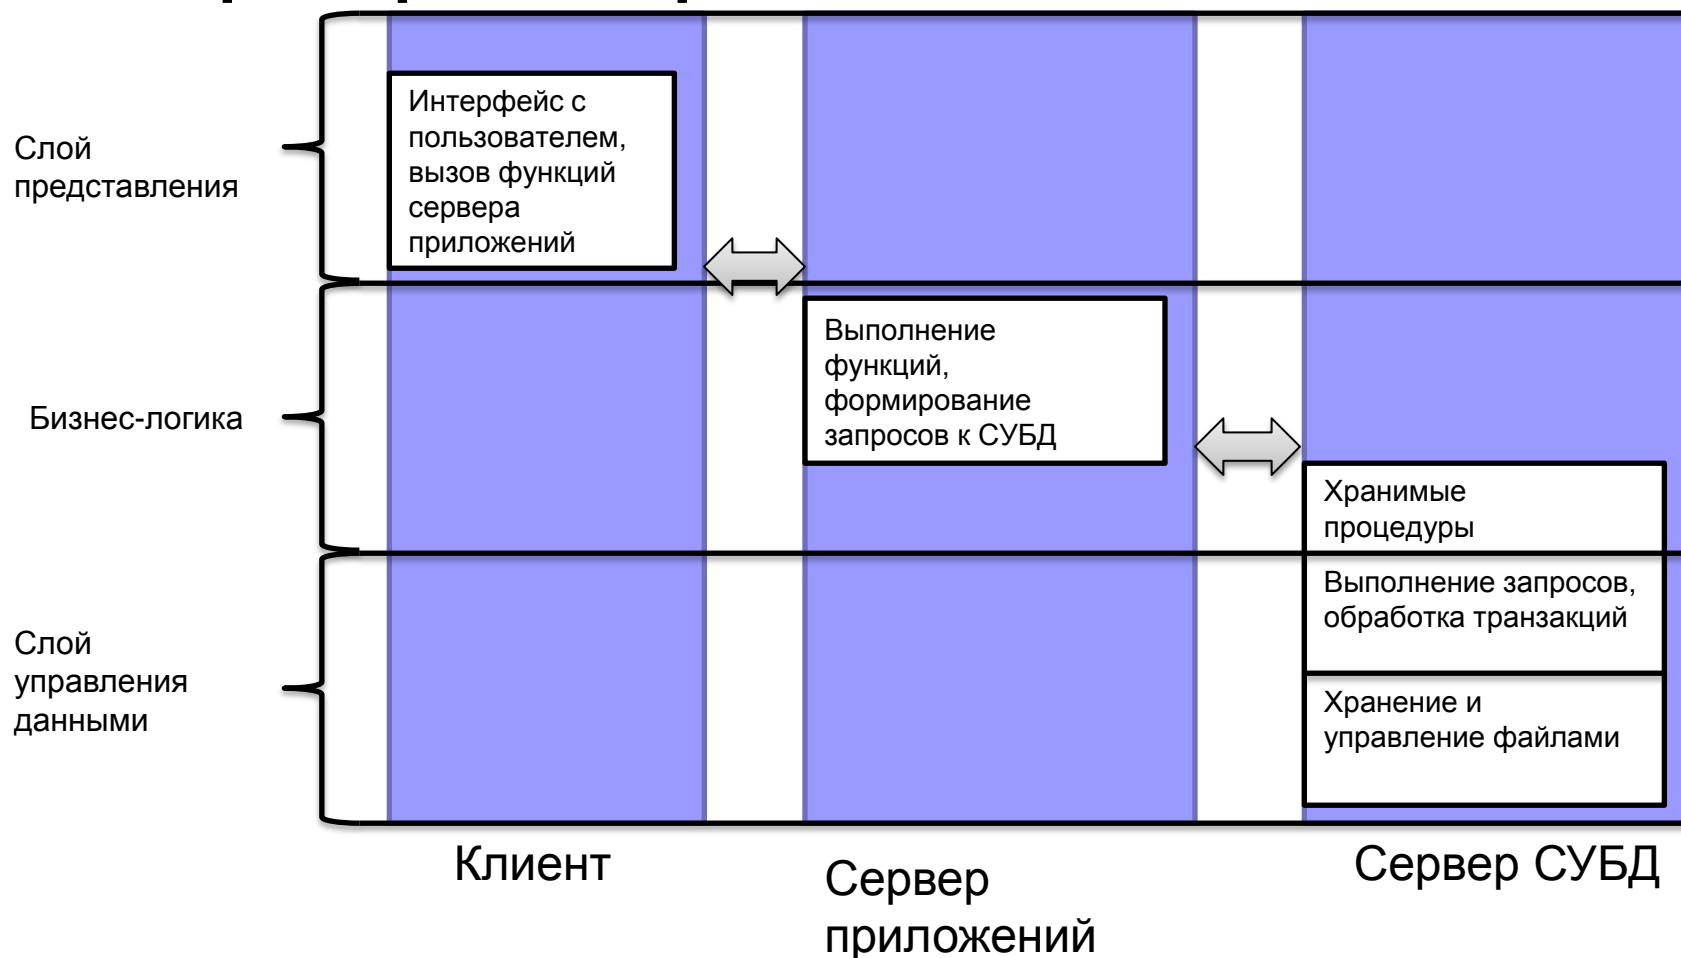 Слой
представления
Интерфейс с
пользователем,
вызов функций
сервера
приложений
Бизнес-логика
Выполнение
функций,
формирование
запросов к СУБД
Хранимые
процедуры
Слой
управления
данными
Выполнение запросов,
обработка транзакций
Хранение и
управление файлами
Клиент
Сервер
приложений
Сервер СУБД